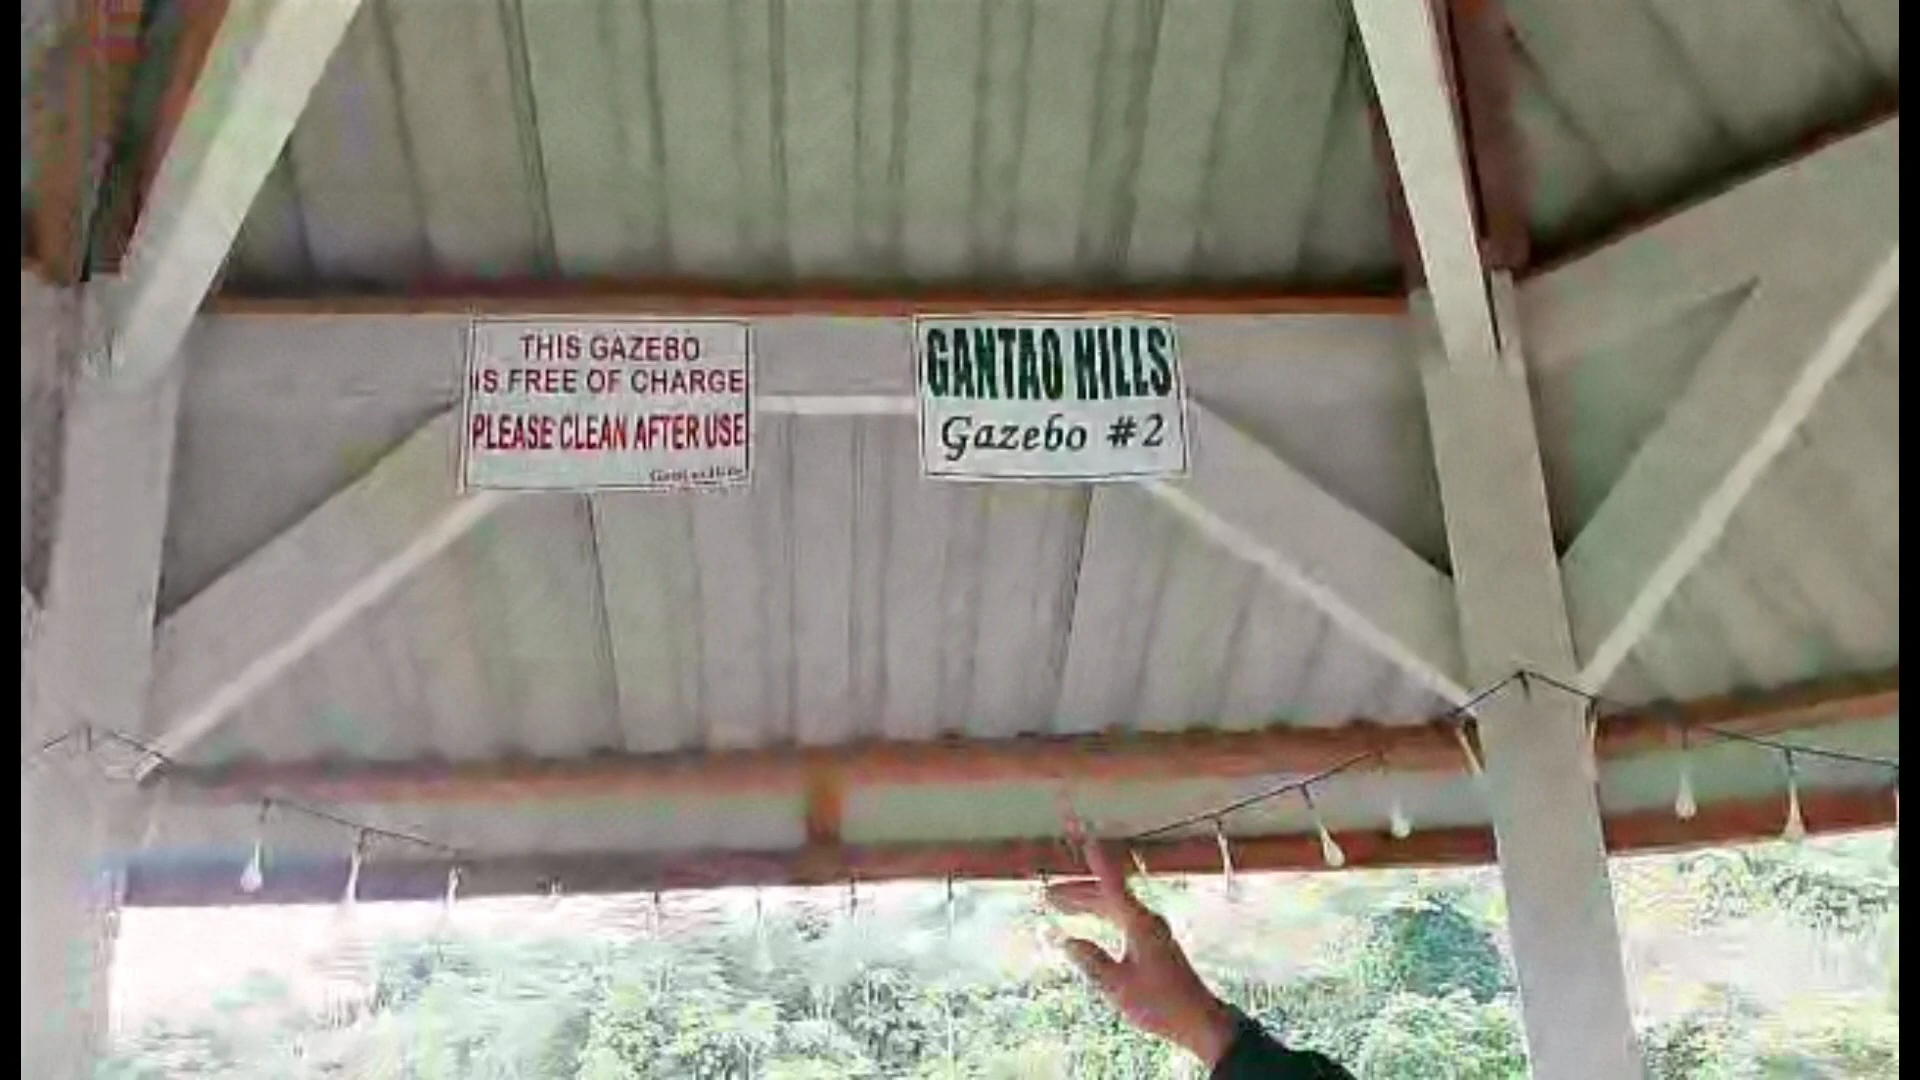 THIS GAZEBO
IS FREE OF CHARGE
PLEASE CLEAN AFTER USE
GANTAO HILLS
Gazebo #2